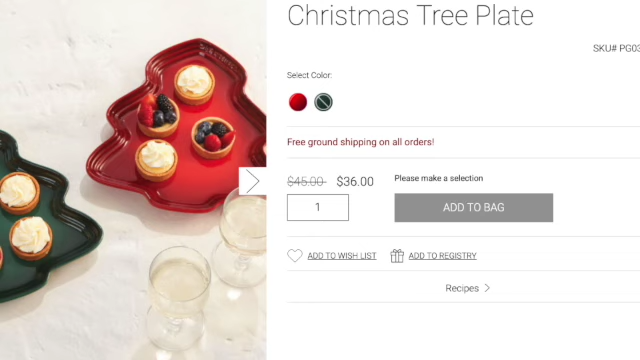 Christmas Tree Plate
SKU# PG03
Select Color:
Free ground shipping on all orders!
$45.00 $36.00 Please make a selection
1 ADD TO BAG
ADD TO WISH LIST ADD TO REGISTRY
Recipes